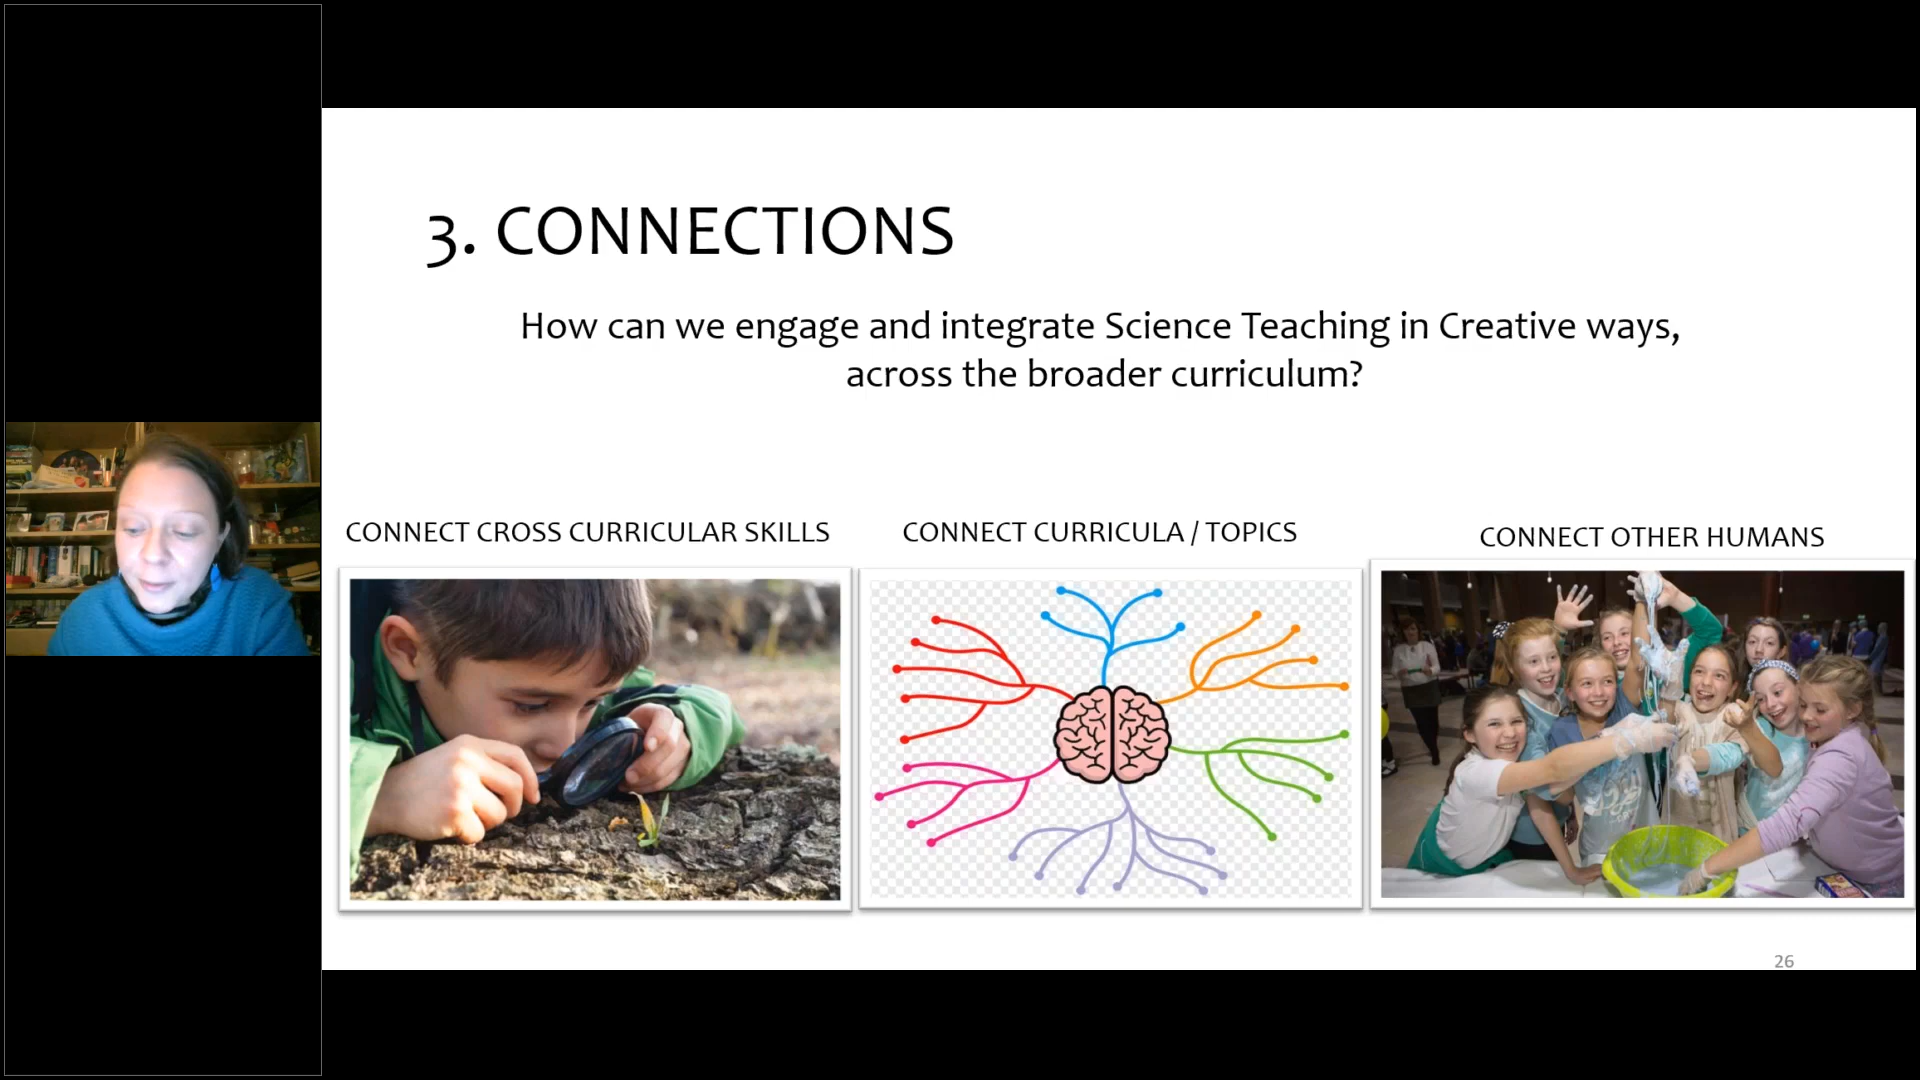 3. CONNECTIONS
How can we engage and integrate Science Teaching in Creative ways,
across the broader curriculum?
CONNECT CROSS CURRICULAR SKILLS
CONNECT CURRICULA / TOPICS
CONNECT OTHER HUMANS
26